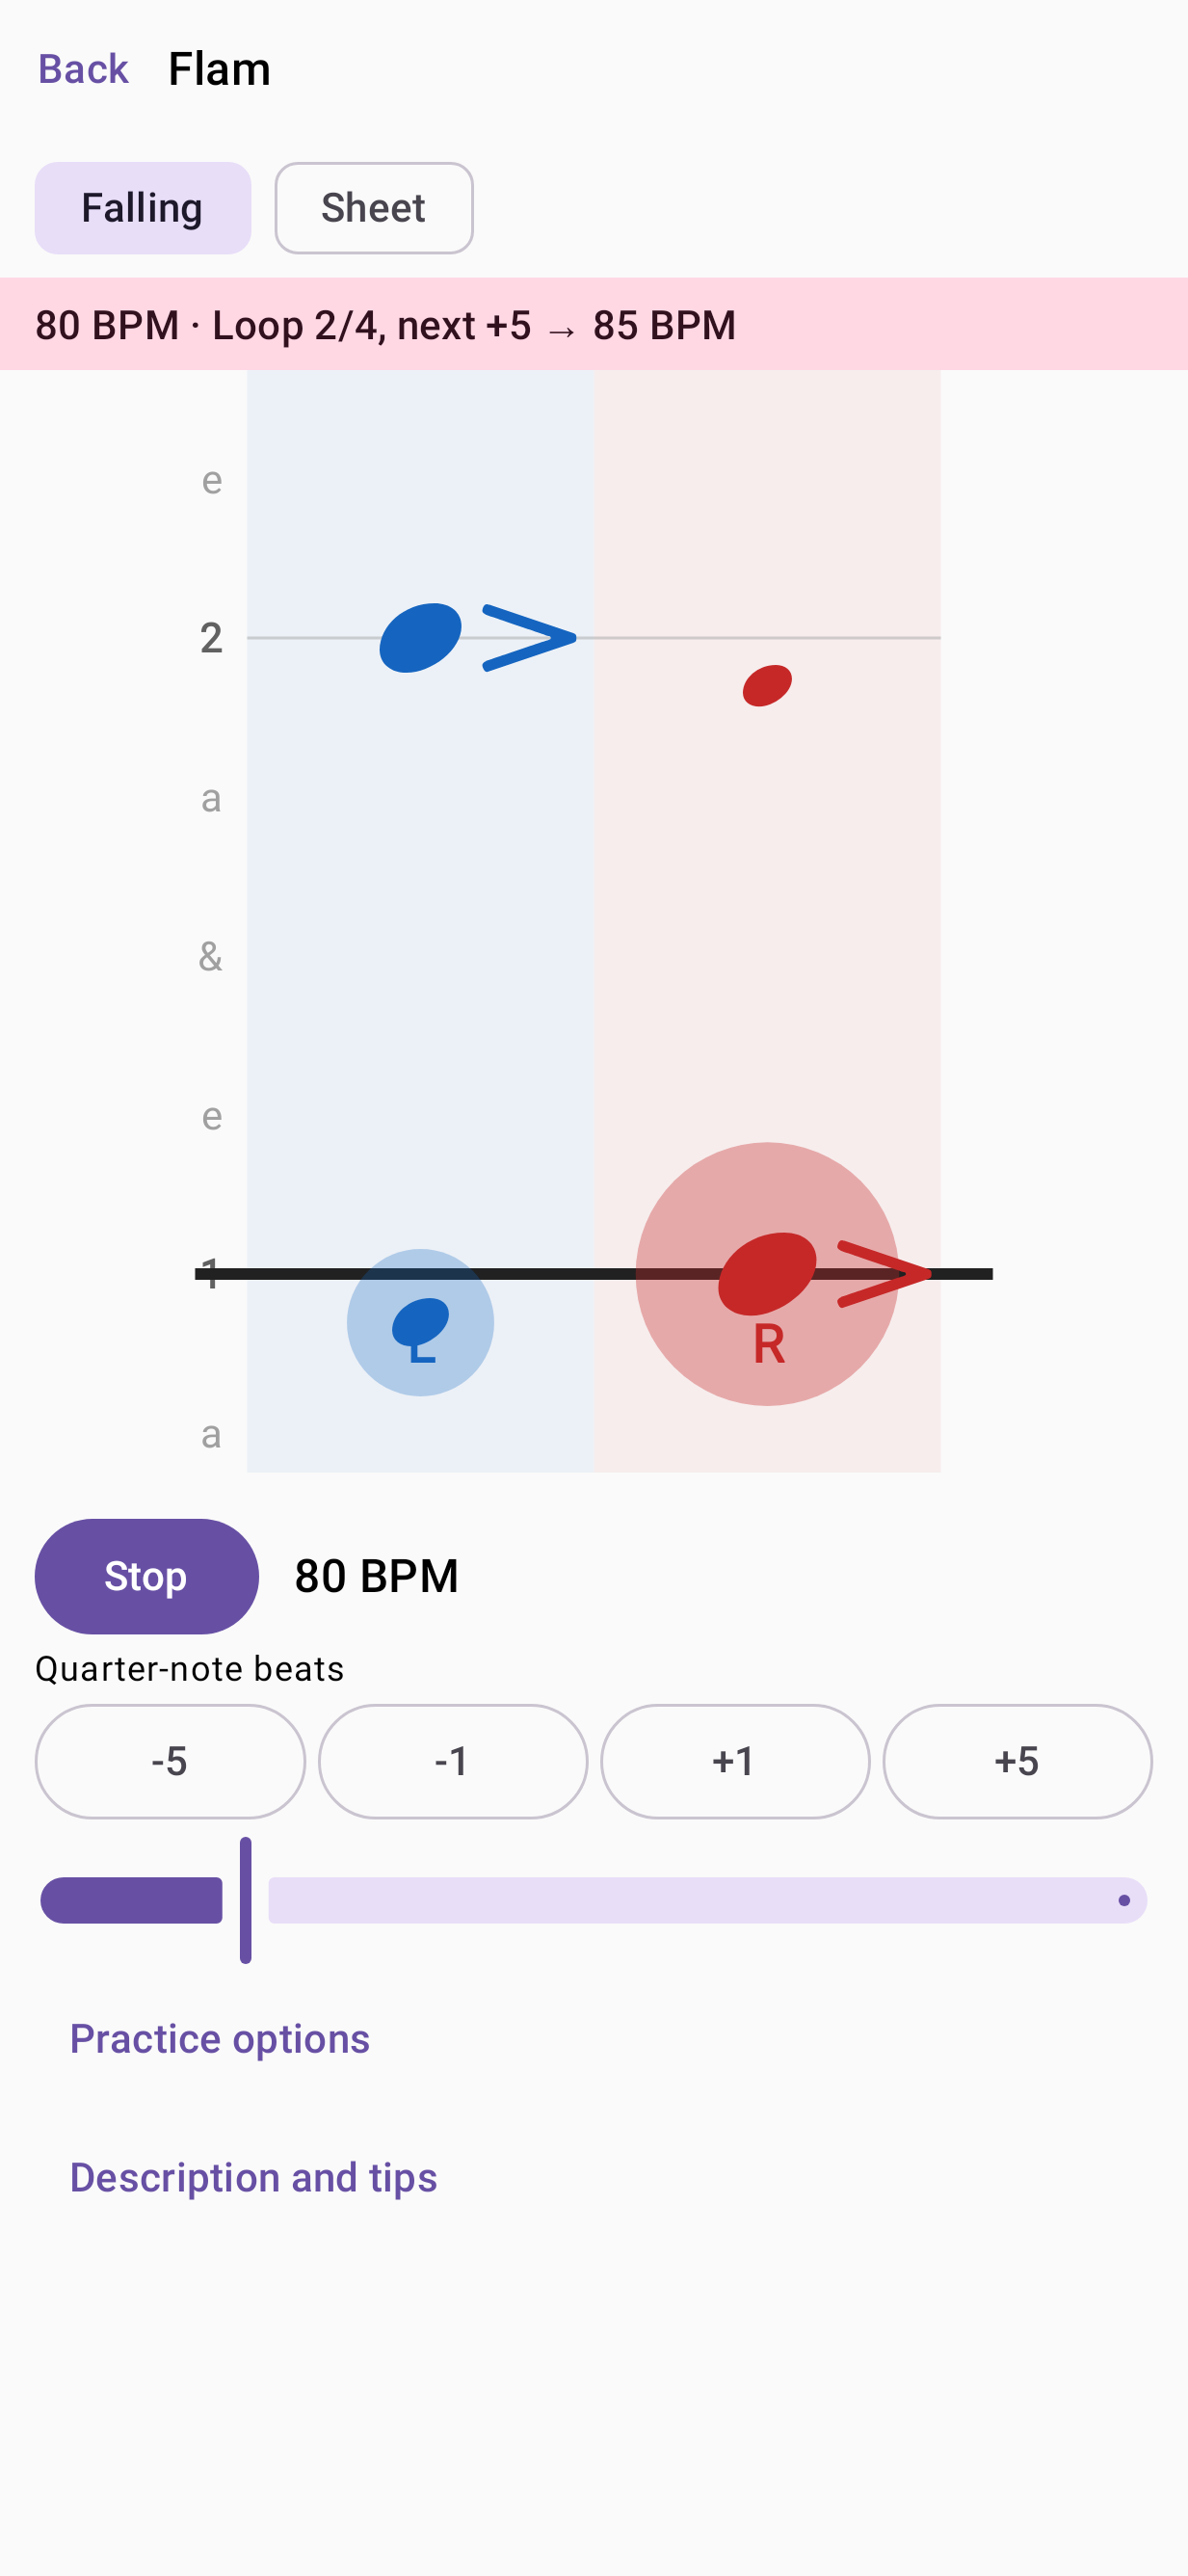 Back Flam
Falling Sheet
80 BPM · Loop 2/4, next +5 → 85 BPM
e
2 >
a
&
e
1 >
L R
a
Stop 80 BPM
Quarter-note beats
-5 -1 +1 +5
Practice options
Description and tips